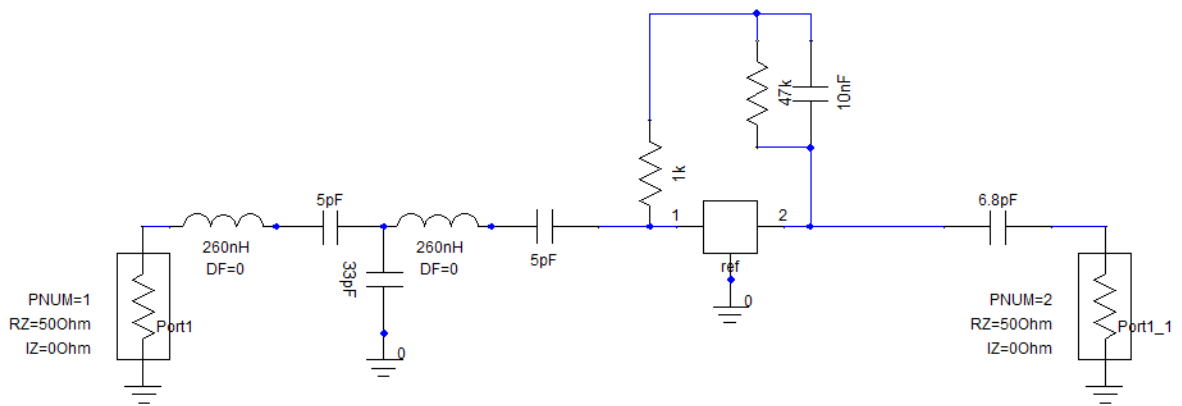 47k
10nF
1k
5pF
1
2
6.8pF
260nH
DF=0
33pF
260nH
DF=0
5pF
ref
0
0
PNUM=1
RZ=50Ohm
IZ=0Ohm
Port1
PNUM=2
RZ=50Ohm
IZ=0Ohm
Port1_1